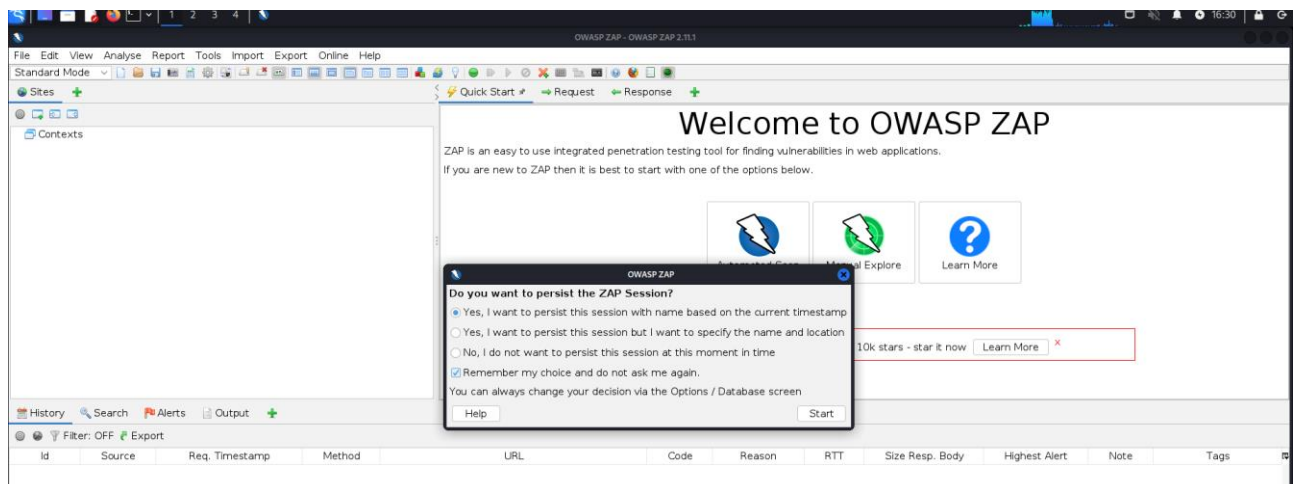 1 2 3 4
16:30
OWASP ZAP - OWASP ZAP 2.11.1
File Edit View Analyse Report Tools Import Export Online Help
Standard Mode
Sites
Quick Start Request Response
Contexts
Welcome to OWASP ZAP
ZAP is an easy to use integrated penetration testing tool for finding vulnerabilities in web applications.
If you are new to ZAP then it is best to start with one of the options below.
Explore
Learn More
OWASP ZAP
Do you want to persist the ZAP Session?
Yes, I want to persist this session with name based on the current timestamp
Yes, I want to persist this session but I want to specify the name and location
No, I do not want to persist this session at this moment in time
10k stars - star it now Learn More x
Remember my choice and do not ask me again.
You can always change your decision via the Options / Database screen
Help Start
History Search Alerts Output
Filter: OFF Export
Id Source Req. Timestamp Method URL Code Reason RTT Size Resp. Body Highest Alert Note Tags